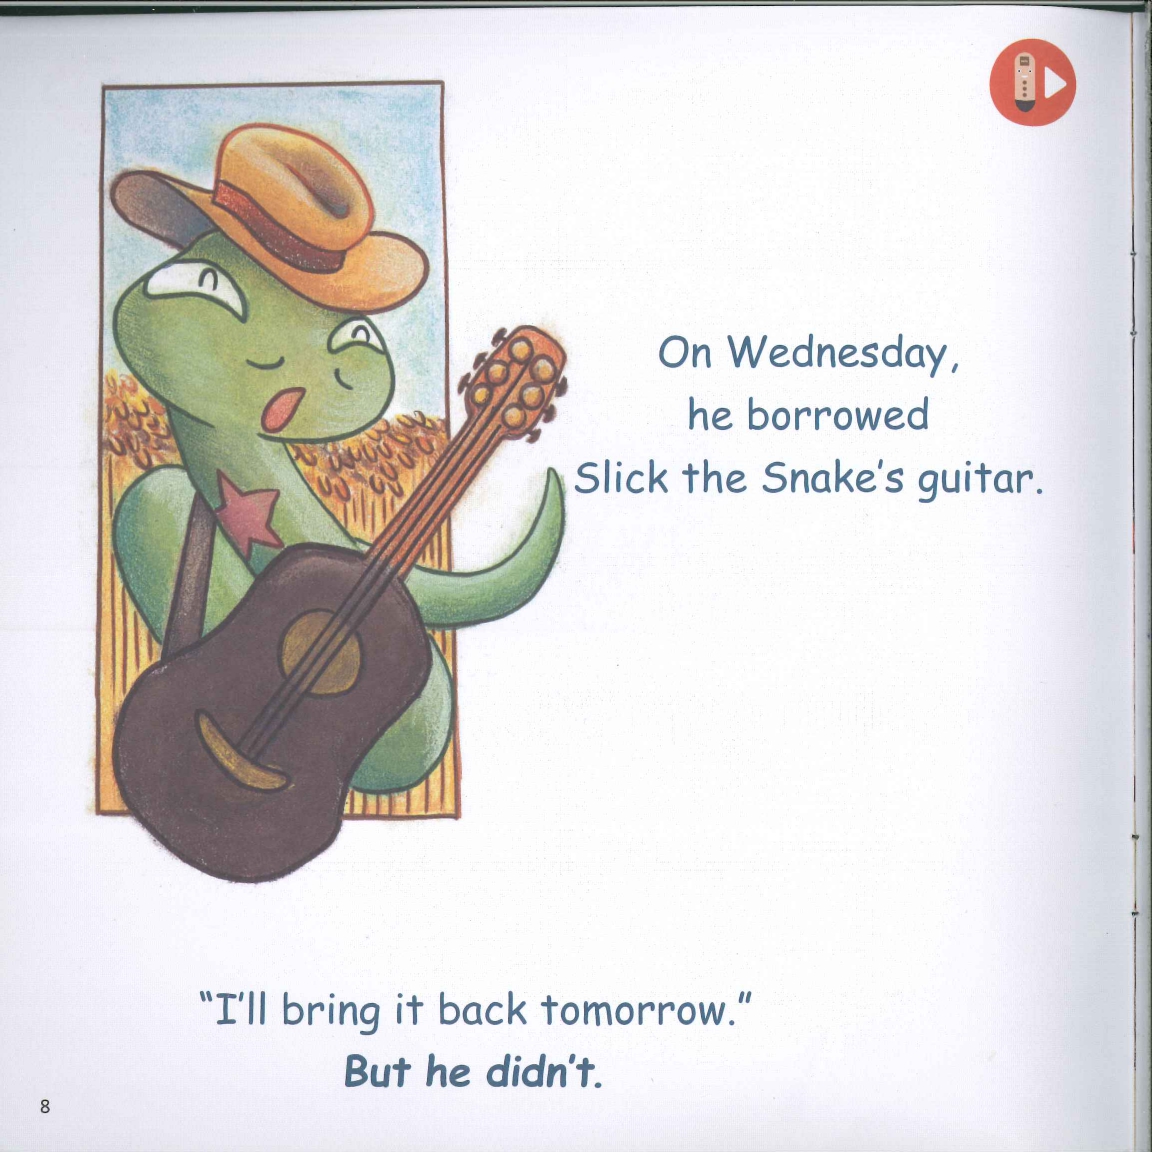 On Wednesday,
he borrowed
Slick the Snake's guitar.
"I'll bring it back tomorrow."
But he didn't.
8